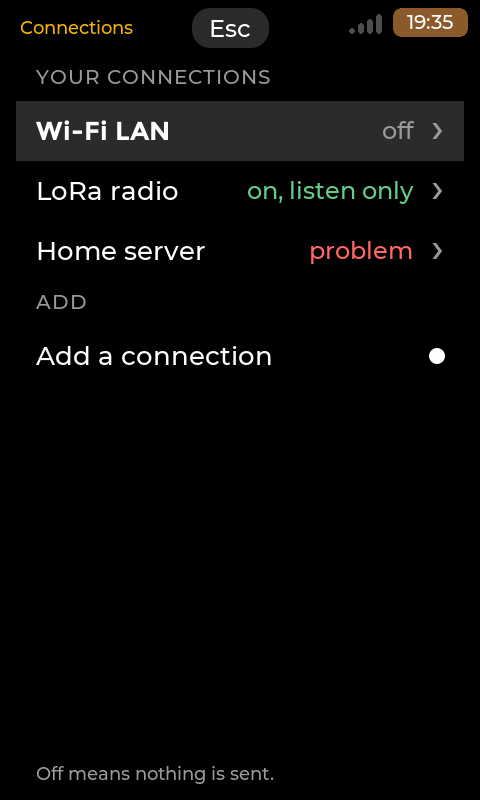 Connections
Esc
19:35
YOUR CONNECTIONS
Wi-Fi LAN off
LoRa radio on, listen only
Home server problem
ADD
Add a connection
Off means nothing is sent.